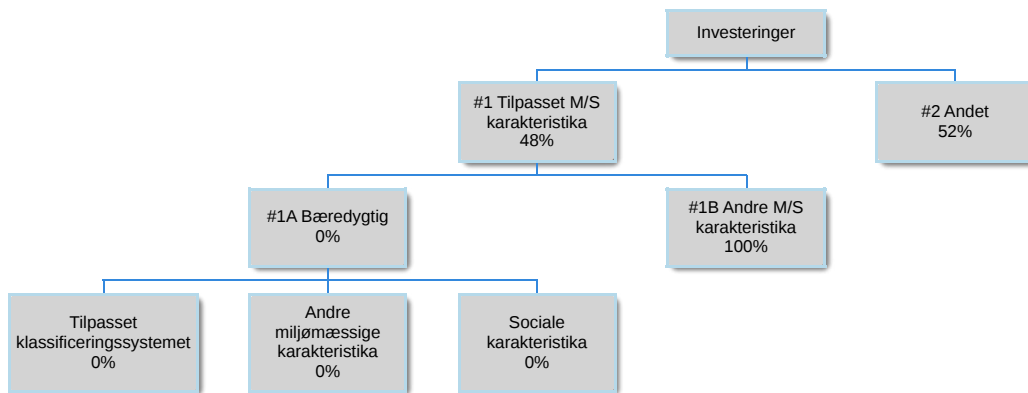 Investeringer
#1 Tilpasset M/S
karakteristika
48%
#2 Andet
52%
#1A Bæredygtig
0%
#1B Andre M/S
karakteristika
100%
Tilpasset
klassificeringssystemet
0%
Andre
miljømæssige
karakteristika
0%
Sociale
karakteristika
0%